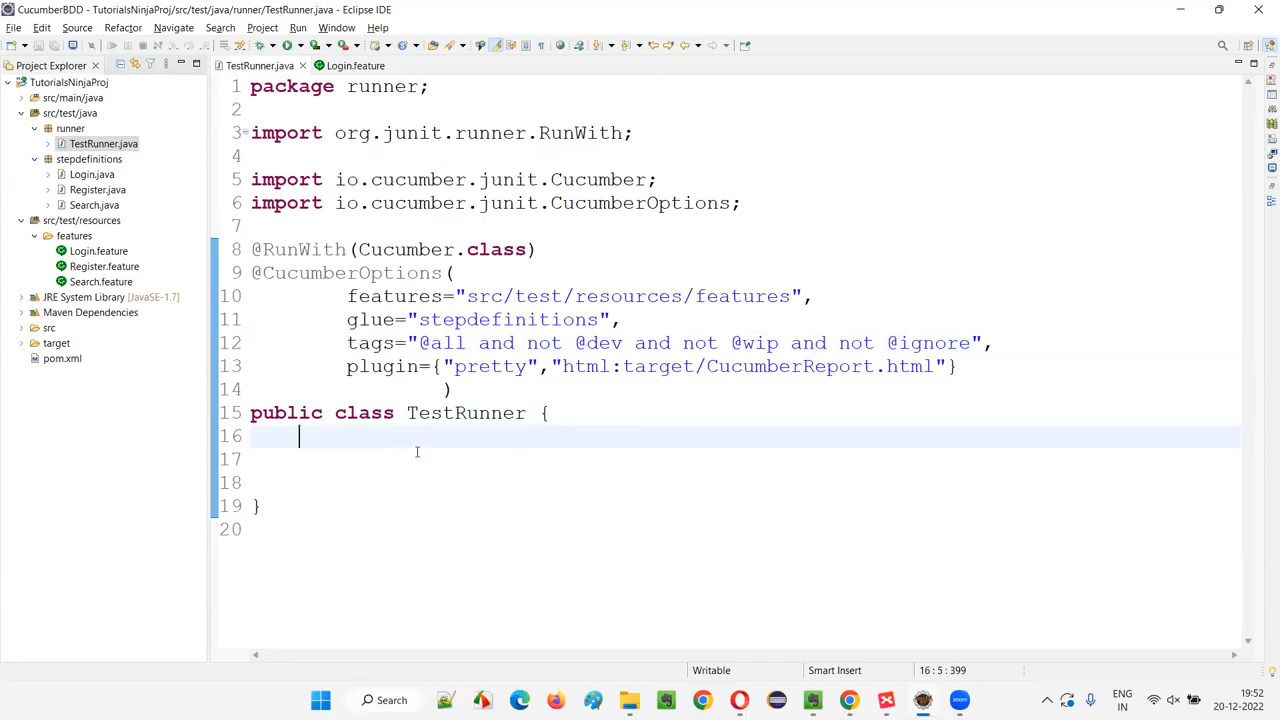 CucumberBDD - TutorialsNinjaProj/src/test/java/runner/TestRunner.java - Eclipse IDE
File Edit Source Refactor Navigate Search Project Run Window Help
Project Explorer
TutorialsNinjaProj
src/main/java
src/test/java
runner
TestRunner.java
stepdefinitions
Login.java
Register.java
Search.java
src/test/resources
features
Login.feature
Register.feature
Search.feature
JRE System Library [JavaSE-1.7]
Maven Dependencies
src
target
pom.xml
TestRunner.java Login.feature
1 package runner;
2
3 import org.junit.runner.RunWith;
4
5 import io.cucumber.junit.Cucumber;
6 import io.cucumber.junit.CucumberOptions;
7
8 @RunWith(Cucumber.class)
9 @CucumberOptions(
10 features="src/test/resources/features",
11 glue="stepdefinitions",
12 tags="@all and not @dev and not @wip and not @ignore",
13 plugin={"pretty","html:target/CucumberReport.html"}
14 )
15 public class TestRunner {
16
17
18
19 }
20
Writable Smart Insert 16 : 5 : 399
Search
ENG
IN
19:52
20-12-2022